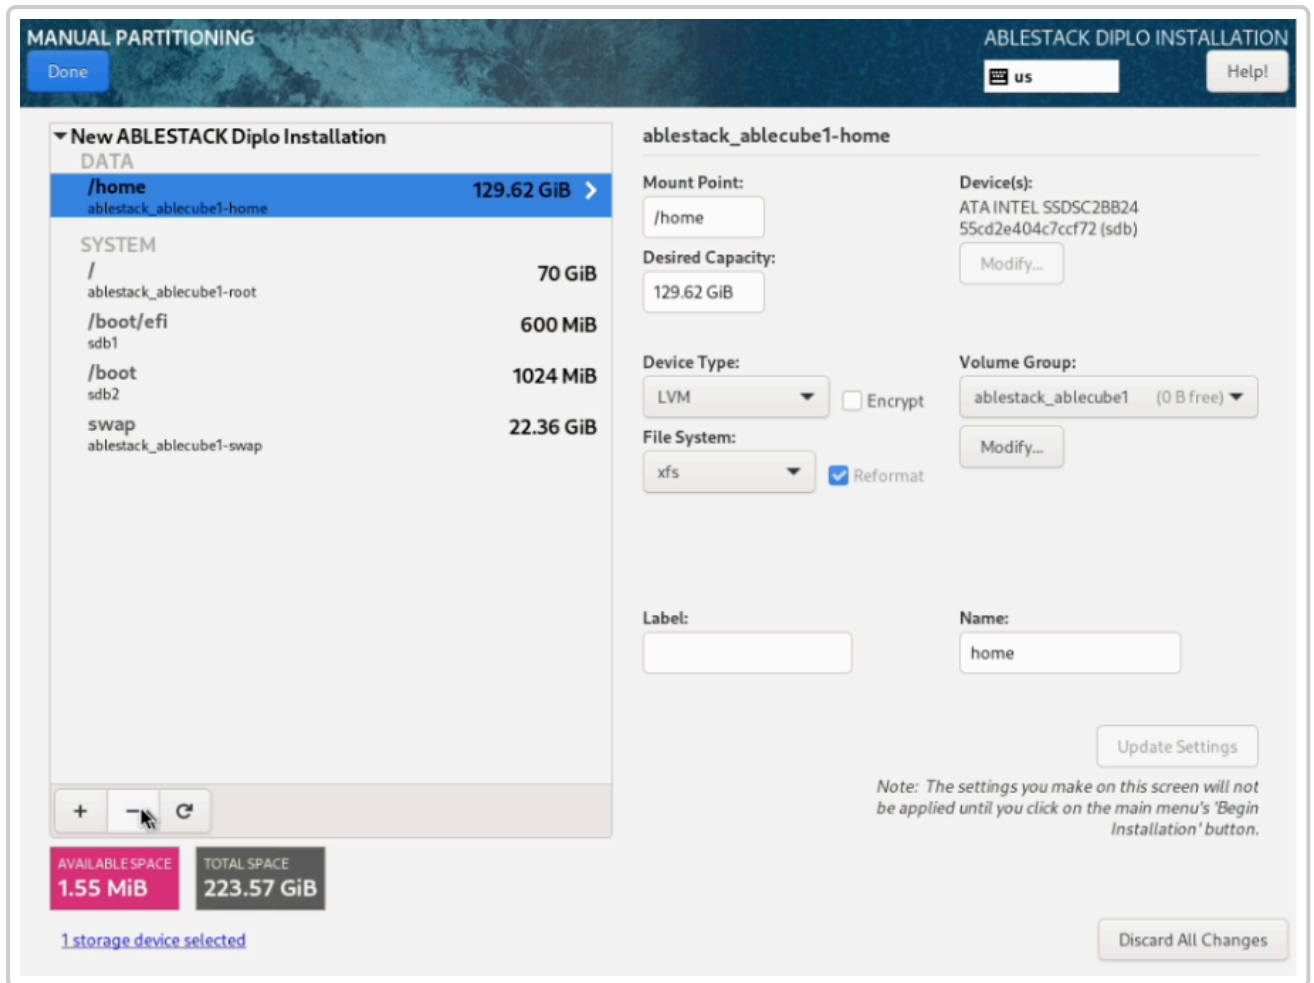 MANUAL PARTITIONING
Done
ABLESTACK DIPLO INSTALLATION
us
Help!
New ABLESTACK Diplo Installation
DATA
/home
129.62 GiB
ablestack_ablecube1-home
SYSTEM
/
70 GiB
ablestack_ablecube1-root
/boot/efi
600 MiB
sdb1
/boot
1024 MiB
sdb2
swap
22.36 GiB
ablestack_ablecube1-swap
+ −
AVAILABLE SPACE
1.55 MiB
TOTAL SPACE
223.57 GiB
1 storage device selected
ablestack_ablecube1-home
Mount Point:
/home
Desired Capacity:
129.62 GiB
Device(s):
ATA INTEL SSDSC2BB24
55cd2e404c7ccf72 (sdb)
Modify...
Device Type:
LVM
Encrypt
File System:
xfs
Reformat
Volume Group:
ablestack_ablecube1 (0 B free)
Modify...
Label:
Name:
home
Update Settings
Note: The settings you make on this screen will not
be applied until you click on the main menu's 'Begin
Installation' button.
Discard All Changes